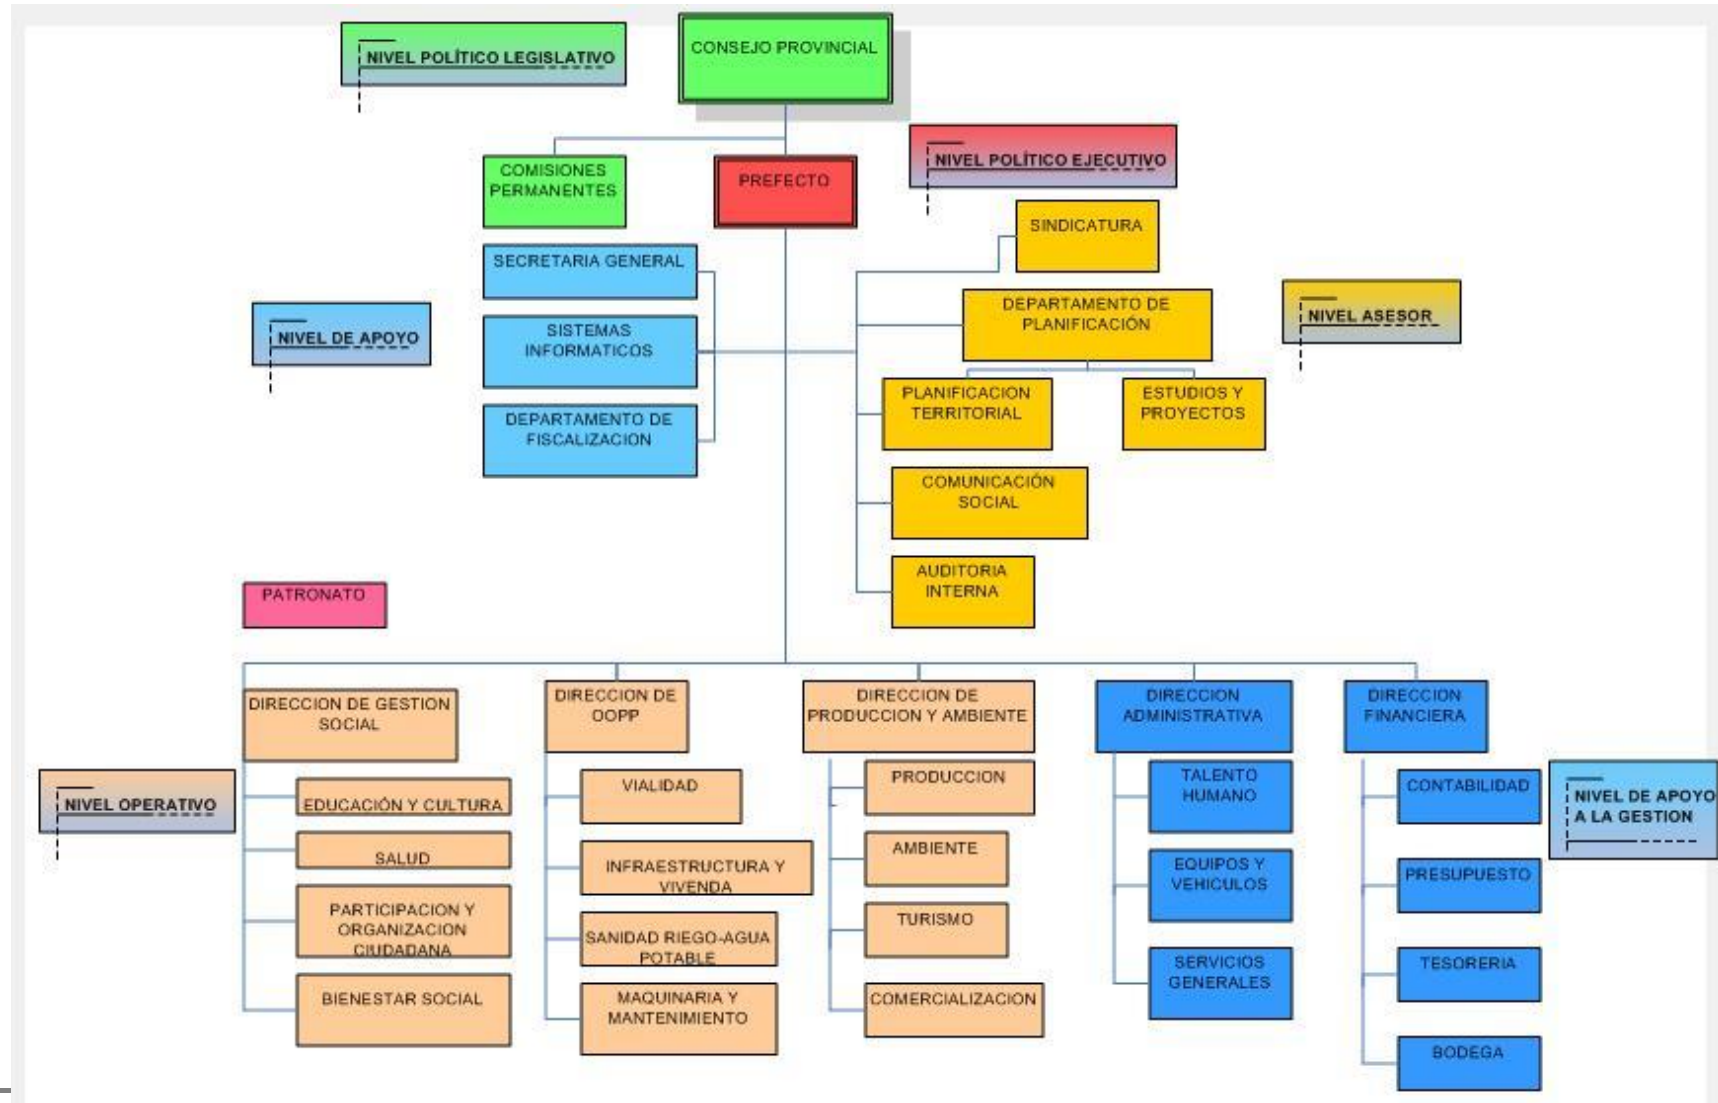 NIVEL POLÍTICO LEGISLATIVO
CONSEJO PROVINCIAL
COMISIONES
PERMANENTES
PREFECTO
NIVEL POLÍTICO EJECUTIVO
SINDICATURA
SECRETARIA GENERAL
NIVEL DE APOYO
SISTEMAS
INFORMATICOS
DEPARTAMENTO DE
PLANIFICACIÓN
NIVEL ASESOR
DEPARTAMENTO DE
FISCALIZACION
PLANIFICACION
TERRITORIAL
ESTUDIOS Y
PROYECTOS
COMUNICACIÓN
SOCIAL
AUDITORIA
INTERNA
PATRONATO
DIRECCION DE GESTION
SOCIAL
DIRECCION DE
OOPP
DIRECCION DE
PRODUCCION Y AMBIENTE
DIRECCION
ADMINISTRATIVA
DIRECCION
FINANCIERA
NIVEL OPERATIVO
EDUCACIÓN Y CULTURA
SALUD
PARTICIPACION Y
ORGANIZACION
CIUDADANA
BIENESTAR SOCIAL
VIALIDAD
INFRAESTRUCTURA Y
VIVENDA
SANIDAD RIEGO-AGUA
POTABLE
MAQUINARIA Y
MANTENIMIENTO
PRODUCCION
AMBIENTE
TURISMO
COMERCIALIZACION
TALENTO
HUMANO
EQUIPOS Y
VEHICULOS
SERVICIOS
GENERALES
CONTABILIDAD
PRESUPUESTO
TESORERIA
BODEGA
NIVEL DE APOYO
A LA GESTION